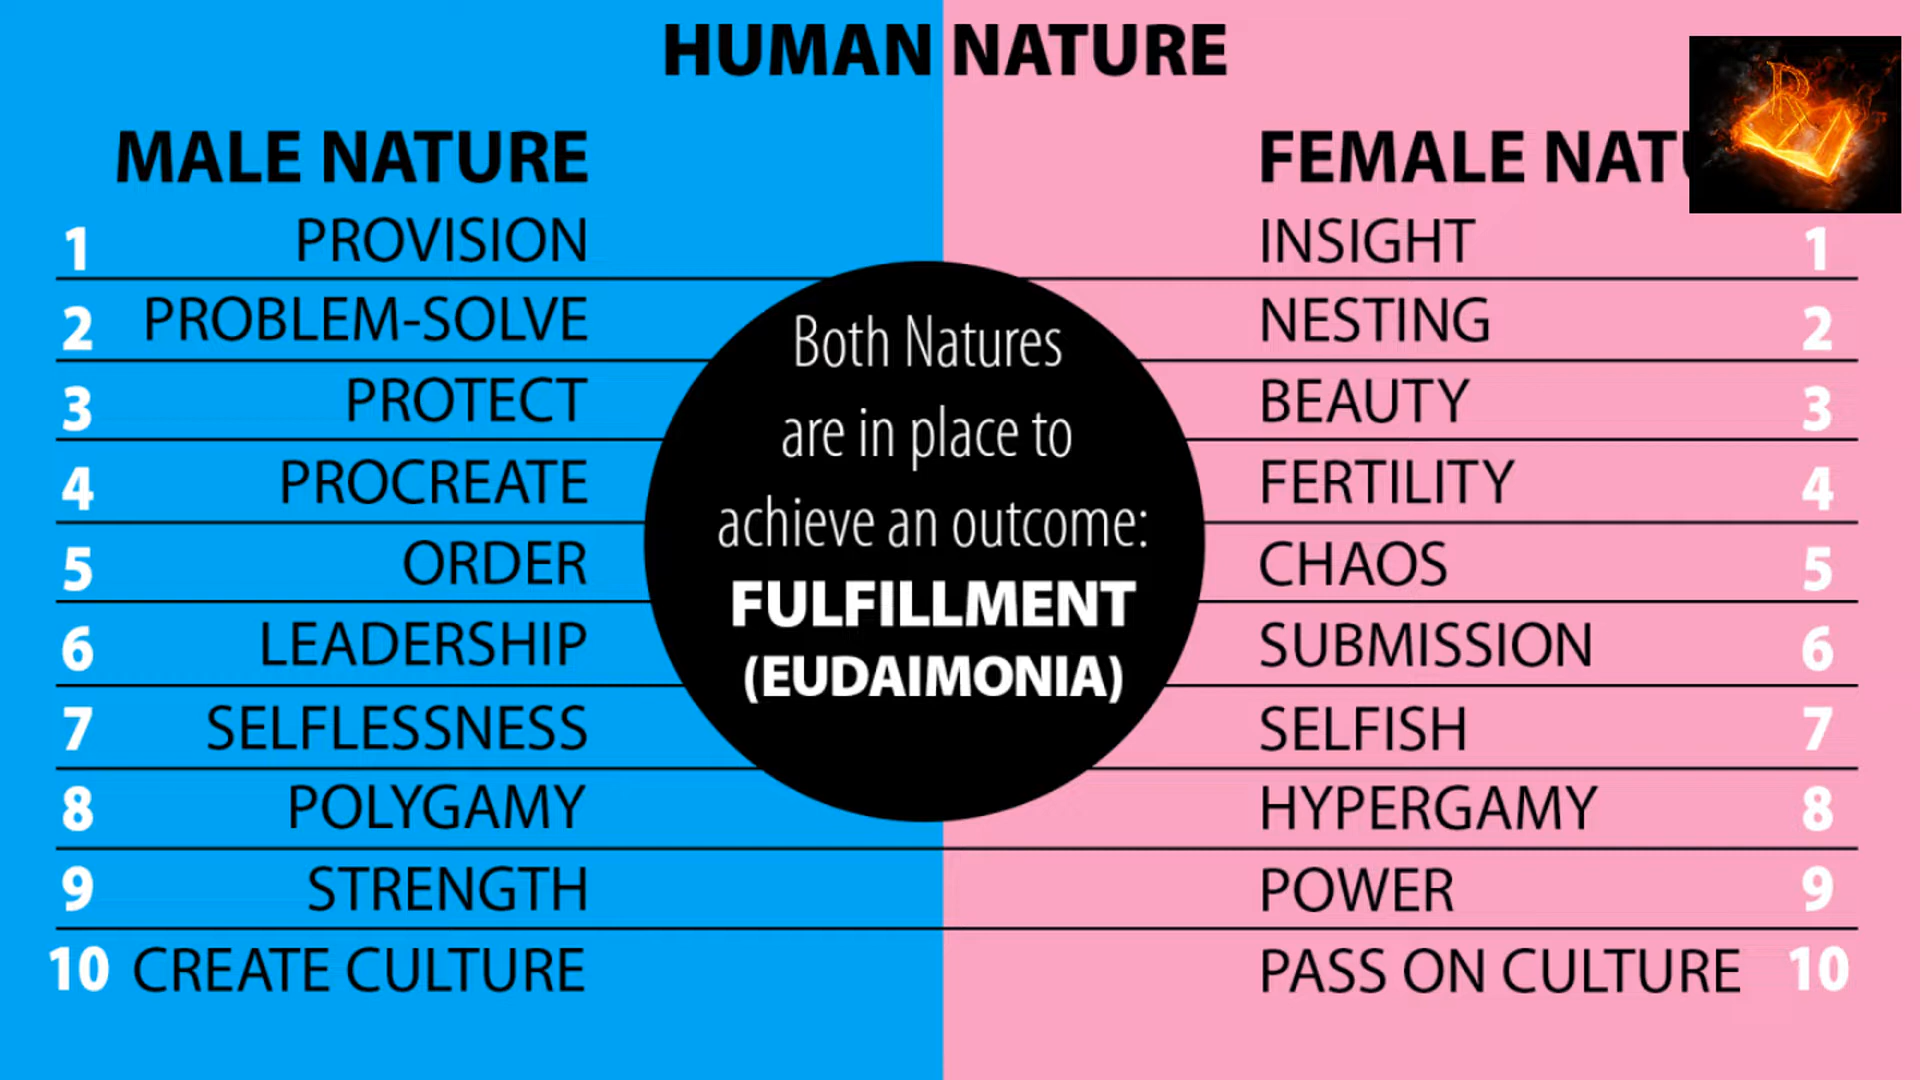 HUMAN NATURE
MALE NATURE
1 PROVISION
2 PROBLEM-SOLVE
3 PROTECT
4 PROCREATE
5 ORDER
6 LEADERSHIP
7 SELFLESSNESS
8 POLYGAMY
9 STRENGTH
10 CREATE CULTURE
Both Natures
are in place to
achieve an outcome:
FULFILLMENT
(EUDAIMONIA)
FEMALE
INSIGHT 1
NESTING 2
BEAUTY 3
FERTILITY 4
CHAOS 5
SUBMISSION 6
SELFISH 7
HYPERGAMY 8
POWER 9
PASS ON CULTURE 10
R